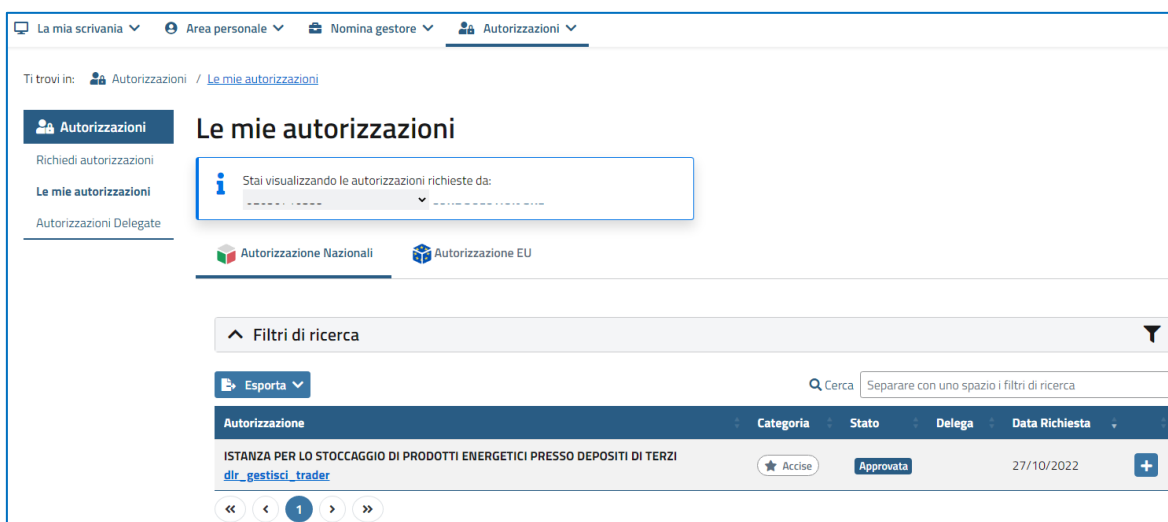 La mia scrivania Area personale Nomina gestore Autorizzazioni
Ti trovi in: Autorizzazioni / Le mie autorizzazioni
Autorizzazioni
Richiedi autorizzazioni
Le mie autorizzazioni
Autorizzazioni Delegate
Le mie autorizzazioni
Stai visualizzando le autorizzazioni richieste da:
Autorizzazione Nazionali Autorizzazione EU
Filtri di ricerca
Esporta Cerca Separare con uno spazio i filtri di ricerca
Autorizzazione Categoria Stato Delega Data Richiesta
ISTANZA PER LO STOCCAGGIO DI PRODOTTI ENERGETICI PRESSO DEPOSITI DI TERZI
dlr_gestisci_trader Accise Approvata 27/10/2022
« ‹ 1 › »